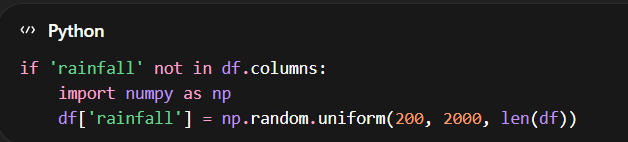 Python
if 'rainfall' not in df.columns:
    import numpy as np
    df['rainfall'] = np.random.uniform(200, 2000, len(df))